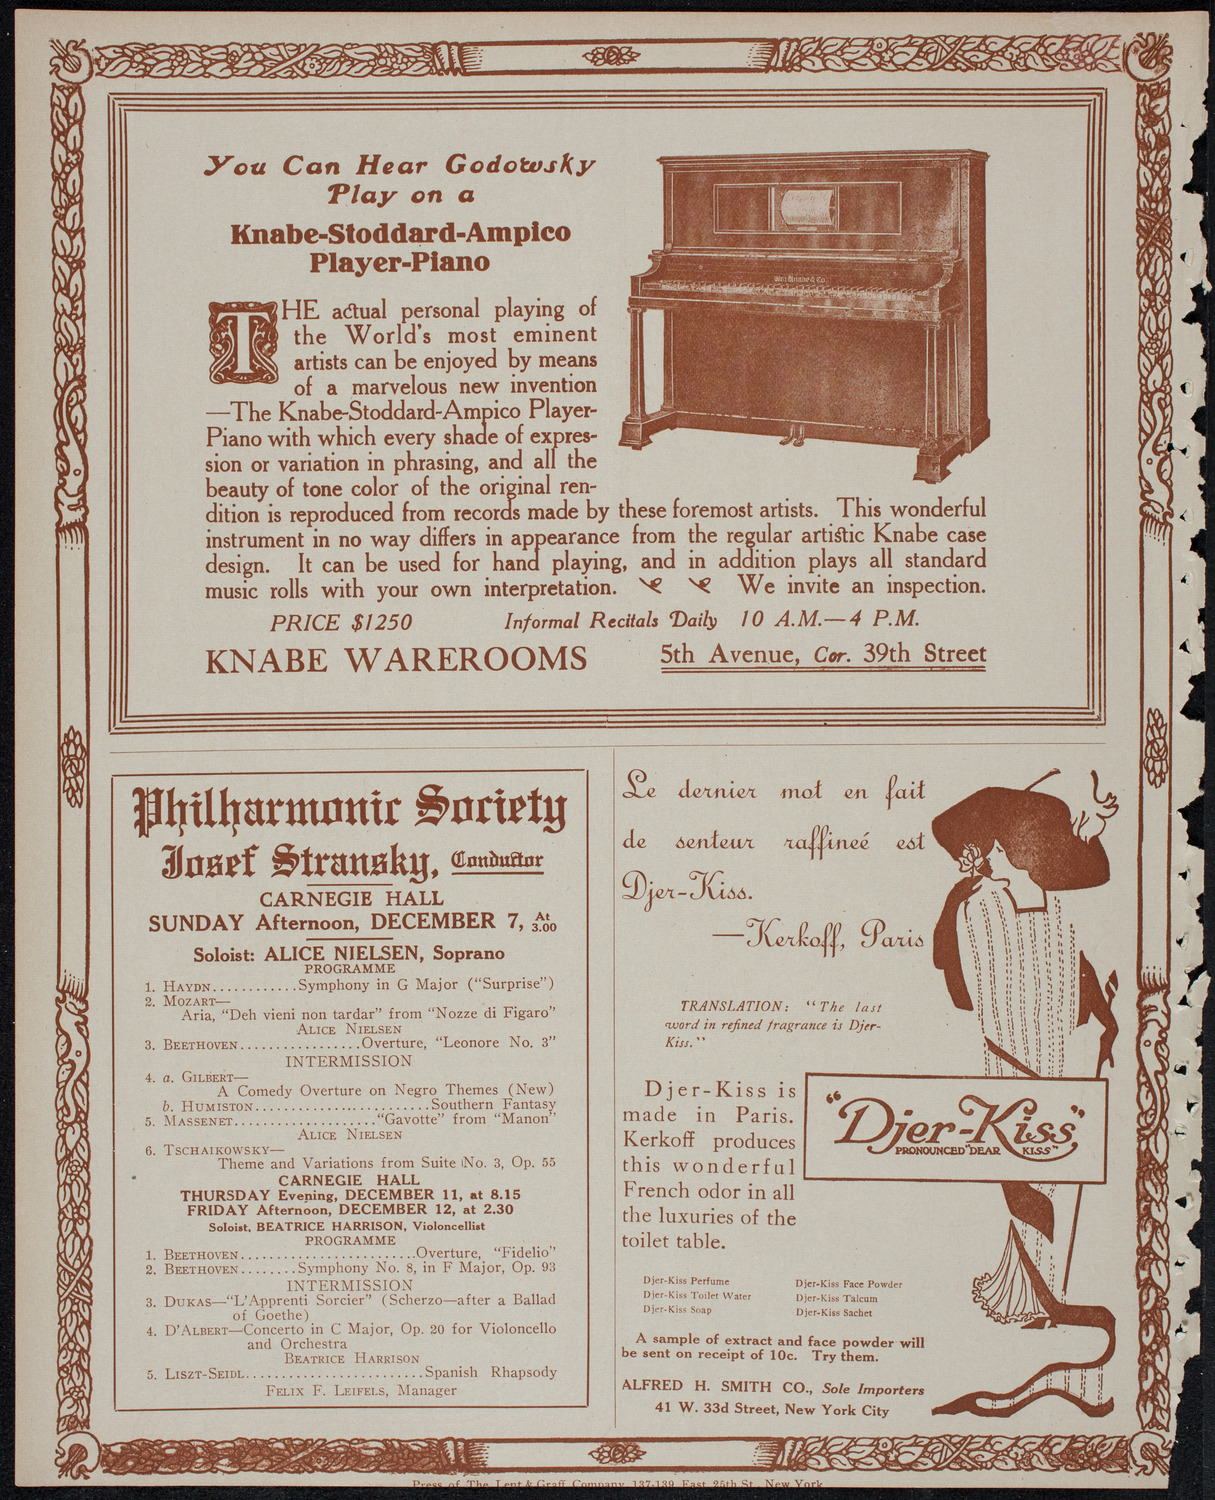 You Can Hear Godowsky
Play on a
Knabe-Stoddard-Ampico
Player-Piano
THE actual personal playing of
the World's most eminent
artists can be enjoyed by means
of a marvelous new invention
—The Knabe-Stoddard-Ampico Player-
Piano with which every shade of expres-
sion or variation in phrasing, and all the
beauty of tone color of the original ren-
dition is reproduced from records made by these foremost artists. This wonderful
instrument in no way differs in appearance from the regular artistic Knabe case
design. It can be used for hand playing, and in addition plays all standard
music rolls with your own interpretation. We invite an inspection.
PRICE $1250 Informal Recitals Daily 10 A.M.—4 P.M.
KNABE WAREROOMS 5th Avenue, Cor. 39th Street
Wm Knabe & Co.
Philharmonic Society
Josef Stransky, Conductor
CARNEGIE HALL
SUNDAY Afternoon, DECEMBER 7, At 3.00
Soloist: ALICE NIELSEN, Soprano
PROGRAMME
1. HAYDN............Symphony in G Major ("Surprise")
2. MOZART—
Aria, "Deh vieni non tardar" from "Nozze di Figaro"
ALICE NIELSEN
3. BEETHOVEN.................Overture, "Leonore No. 3"
INTERMISSION
4. a. GILBERT—
A Comedy Overture on Negro Themes (New)
b. HUMISTON.........................Southern Fantasy
5. MASSENET....................."Gavotte" from "Manon"
ALICE NIELSEN
6. TSCHAIKOWSKY—
Theme and Variations from Suite No. 3, Op. 55
CARNEGIE HALL
THURSDAY Evening, DECEMBER 11, at 8.15
FRIDAY Afternoon, DECEMBER 12, at 2.30
Soloist, BEATRICE HARRISON, Violoncellist
PROGRAMME
1. BEETHOVEN.........................Overture, "Fidelio"
2. BEETHOVEN........Symphony No. 8, in F Major, Op. 93
INTERMISSION
3. DUKAS—"L'Apprenti Sorcier" (Scherzo—after a Ballad
of Goethe)
4. D'ALBERT—Concerto in C Major, Op. 20 for Violoncello
and Orchestra
BEATRICE HARRISON
5. LISZT-SEIDL.........................Spanish Rhapsody
FELIX F. LEIFELS, Manager
Le dernier mot en fait
de senteur raffineé est
Djer-Kiss.
—Kerkoff, Paris
TRANSLATION: "The last
word in refined fragrance is Djer-
Kiss."
Djer-Kiss is
made in Paris.
Kerkoff produces
this wonderful
French odor in all
the luxuries of the
toilet table.
"Djer-Kiss"
PRONOUNCED "DEAR KISS"
Djer-Kiss Perfume Djer-Kiss Face Powder
Djer-Kiss Toilet Water Djer-Kiss Talcum
Djer-Kiss Soap Djer-Kiss Sachet
A sample of extract and face powder will
be sent on receipt of 10c. Try them.
ALFRED H. SMITH CO., Sole Importers
41 W. 33d Street, New York City
Press of The Lent & Graff Company, 137-139 East 25th St., New York